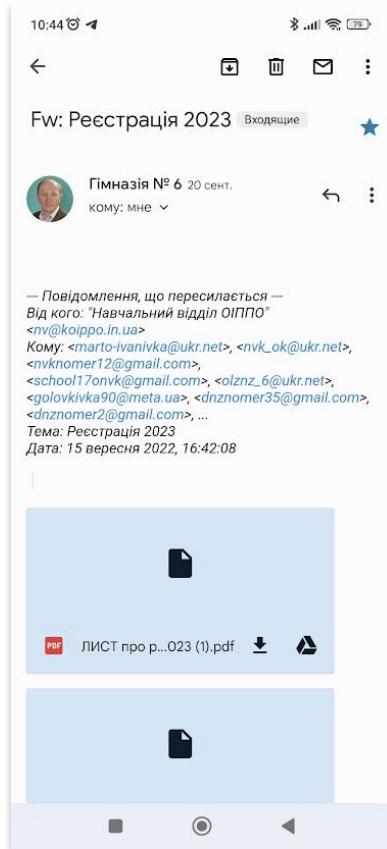 10:44
79
Fw: Реєстрація 2023 Входящие
Гімназія № 6 20 сент.
кому: мне
--- Повідомлення, що пересилається ---
Від кого: "Навчальний відділ ОІППО"
<nv@koippo.in.ua>
Кому: <marto-ivanivka@ukr.net>, <nvk_ok@ukr.net>,
<nvknomer12@gmail.com>,
<school17onvk@gmail.com>, <olznz_6@ukr.net>,
<golovkivka90@meta.ua>, <dnznomer35@gmail.com>,
<dnznomer2@gmail.com>, ...
Тема: Реєстрація 2023
Дата: 15 вересня 2022, 16:42:08
PDF ЛИСТ про р...023 (1).pdf